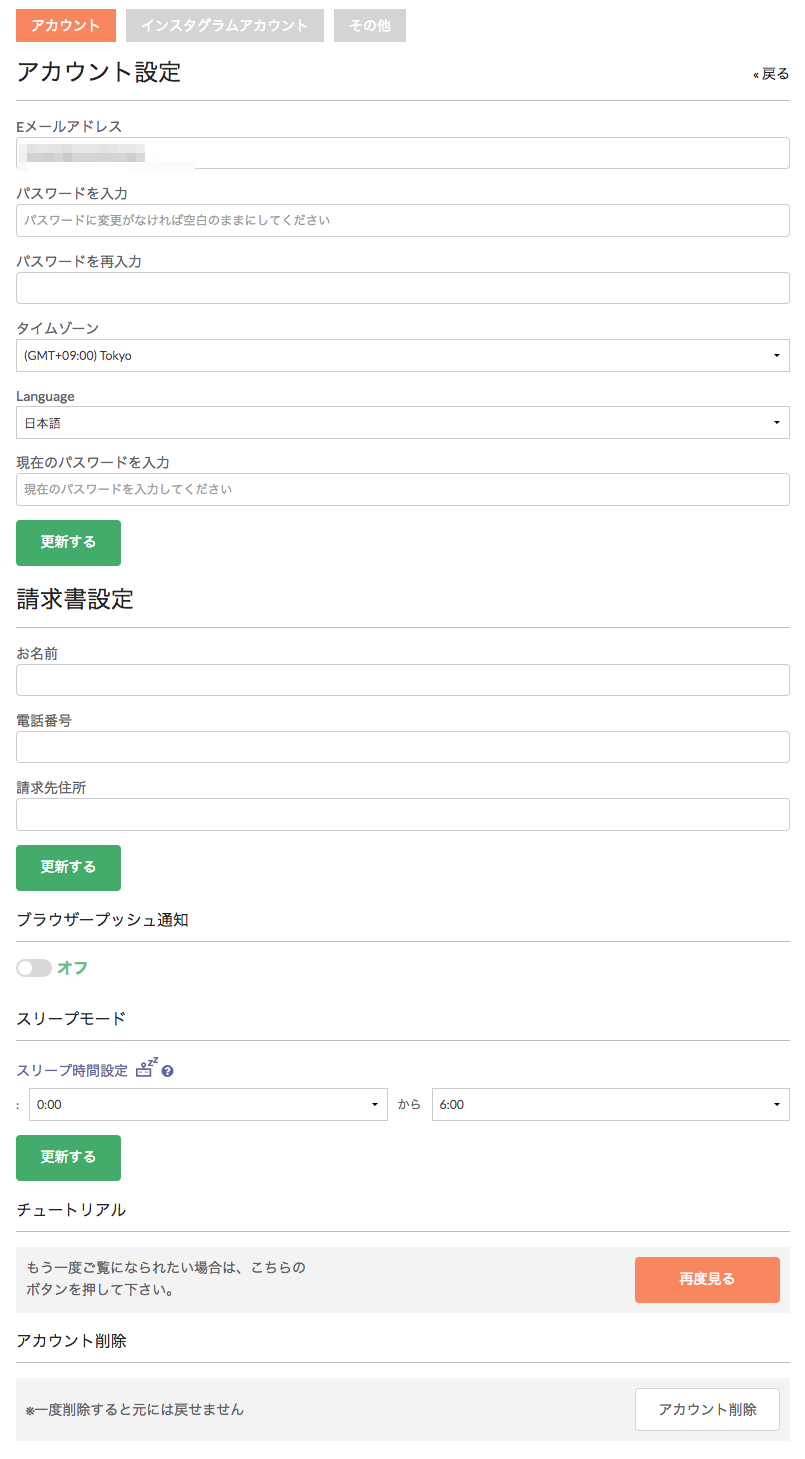 アカウント
インスタグラムアカウント
その他
アカウント設定
« 戻る
Eメールアドレス
パスワードを入力
パスワードに変更がなければ空白のままにしてください
パスワードを再入力
タイムゾーン
(GMT+09:00) Tokyo
Language
日本語
現在のパスワードを入力
現在のパスワードを入力してください
更新する
請求書設定
お名前
電話番号
請求先住所
更新する
ブラウザープッシュ通知
オフ
スリープモード
スリープ時間設定 zz ?
: 0:00 から 6:00
更新する
チュートリアル
もう一度ご覧になられたい場合は、こちらの
ボタンを押して下さい。
再度見る
アカウント削除
※一度削除すると元には戻せません
アカウント削除